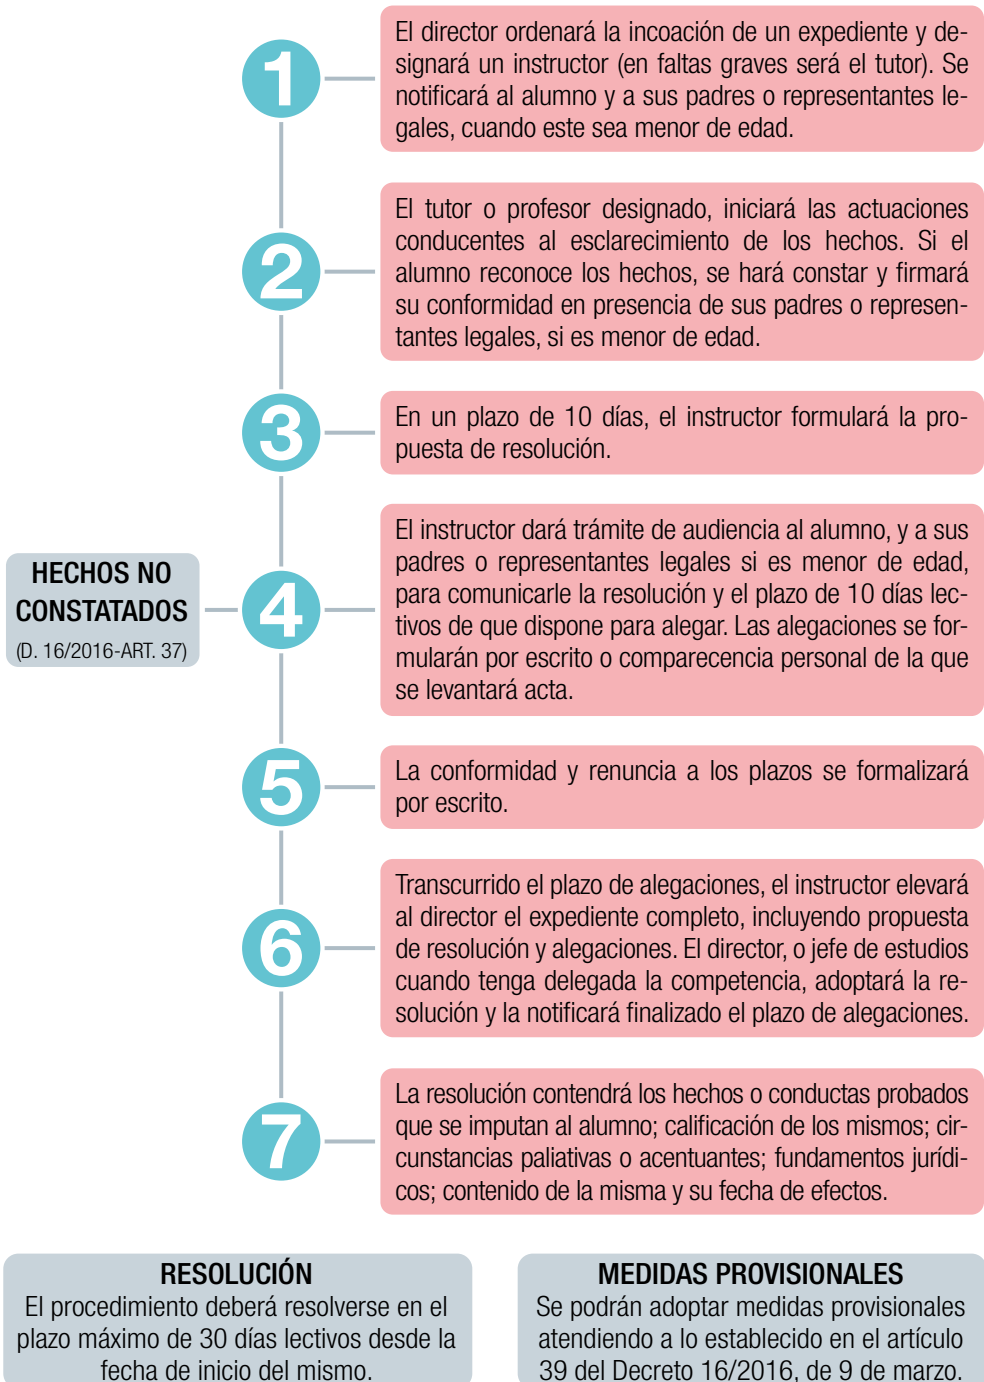 1
El director ordenará la incoación de un expediente y de-
signará un instructor (en faltas graves será el tutor). Se
notificará al alumno y a sus padres o representantes le-
gales, cuando este sea menor de edad.
2
El tutor o profesor designado, iniciará las actuaciones
conducentes al esclarecimiento de los hechos. Si el
alumno reconoce los hechos, se hará constar y firmará
su conformidad en presencia de sus padres o represen-
tantes legales, si es menor de edad.
3
En un plazo de 10 días, el instructor formulará la pro-
puesta de resolución.
HECHOS NO
CONSTATADOS
(D. 16/2016-ART. 37)
4
El instructor dará trámite de audiencia al alumno, y a sus
padres o representantes legales si es menor de edad,
para comunicarle la resolución y el plazo de 10 días lec-
tivos de que dispone para alegar. Las alegaciones se for-
mularán por escrito o comparecencia personal de la que
se levantará acta.
5
La conformidad y renuncia a los plazos se formalizará
por escrito.
6
Transcurrido el plazo de alegaciones, el instructor elevará
al director el expediente completo, incluyendo propuesta
de resolución y alegaciones. El director, o jefe de estudios
cuando tenga delegada la competencia, adoptará la re-
solución y la notificará finalizado el plazo de alegaciones.
7
La resolución contendrá los hechos o conductas probados
que se imputan al alumno; calificación de los mismos; cir-
cunstancias paliativas o acentuantes; fundamentos jurídi-
cos; contenido de la misma y su fecha de efectos.
RESOLUCIÓN
El procedimiento deberá resolverse en el
plazo máximo de 30 días lectivos desde la
fecha de inicio del mismo.
MEDIDAS PROVISIONALES
Se podrán adoptar medidas provisionales
atendiendo a lo establecido en el artículo
39 del Decreto 16/2016, de 9 de marzo.